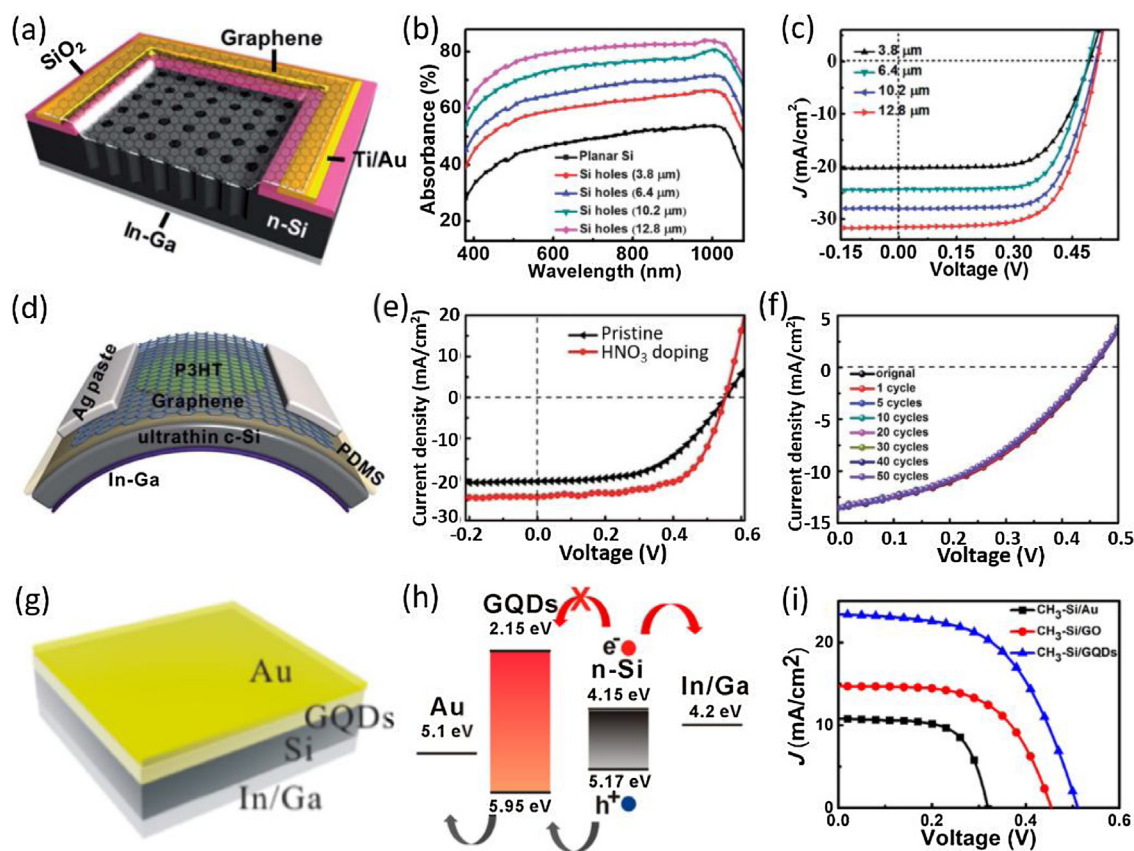 (a)
SiO2
Graphene
Ti/Au
n-Si
In-Ga
(b)
Absorbance (%)
80
60
40
20
Planar Si
Si holes (3.8 μm)
Si holes (6.4 μm)
Si holes (10.2 μm)
Si holes (12.8 μm)
400 600 800 1000
Wavelength (nm)
(c)
J (mA/cm2)
0
-10
-20
-30
3.8 μm
6.4 μm
10.2 μm
12.8 μm
-0.15 0.00 0.15 0.30 0.45
Voltage (V)
(d)
Ag paste
P3HT
Graphene
ultrathin c-Si
PDMS
In-Ga
(e)
Current density (mA/cm2)
20
10
0
-10
-20
-30
Pristine
HNO3 doping
-0.2 0.0 0.2 0.4 0.6
Voltage (V)
(f)
Current density (mA/cm2)
5
0
-5
-10
-15
orignal
1 cycle
5 cycles
10 cycles
20 cycles
30 cycles
40 cycles
50 cycles
0.0 0.1 0.2 0.3 0.4 0.5
Voltage (V)
(g)
Au
GQDs
Si
In/Ga
(h)
GQDs
2.15 eV
X
e-
n-Si
4.15 eV
In/Ga
4.2 eV
Au
5.1 eV
5.17 eV
5.95 eV
h+
(i)
J (mA/cm2
20
10
0
CH3-Si/Au
CH3-Si/GO
CH3-Si/GQDs
0.0 0.2 0.4 0.6
Voltage (V)